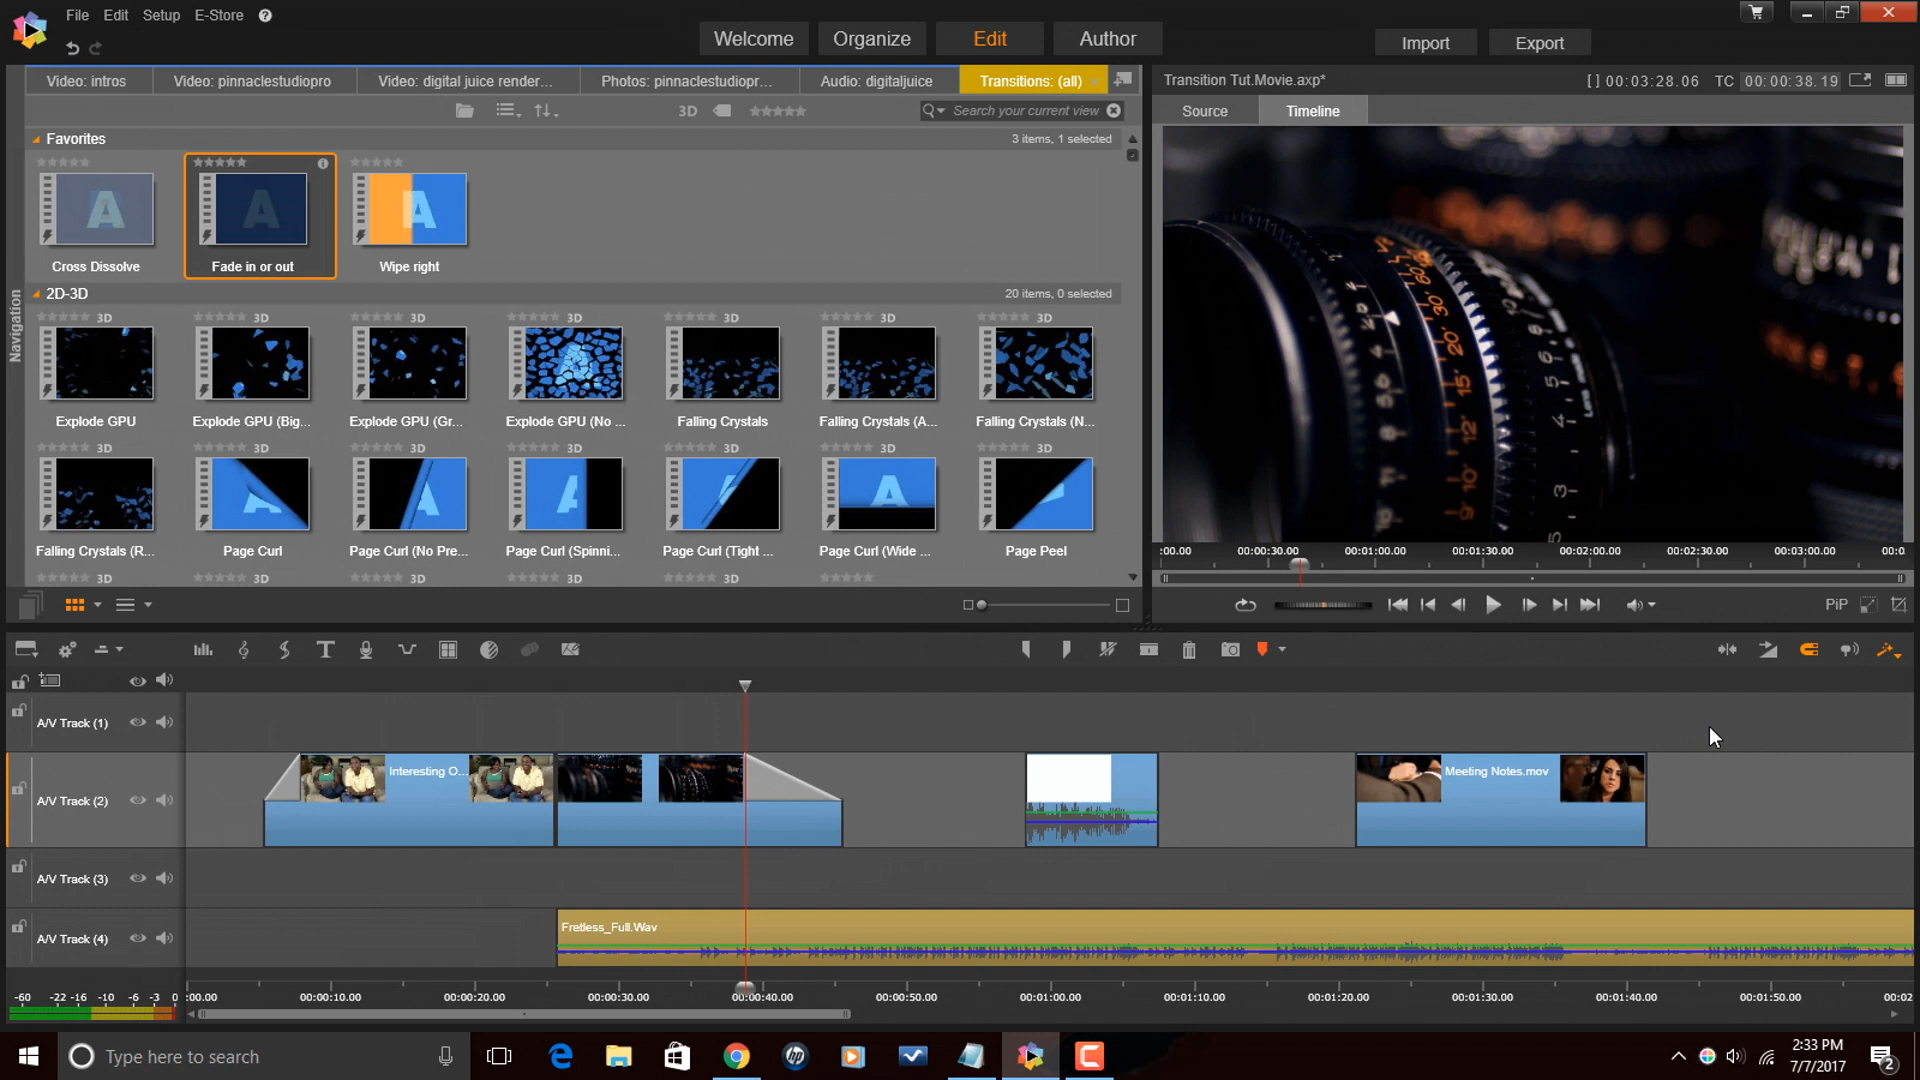 File Edit Setup E-Store ?
Welcome Organize Edit Author
Import Export
Video: intros Video: pinnaclestudiopro Video: digital juice render... Photos: pinnaclestudiopr... Audio: digitaljuice Transitions: (all)
Transition Tut.Movie.axp* [] 00:03:28.06 TC 00:00:38.19
3D Search your current view
Source Timeline
Favorites 3 items, 1 selected
Cross Dissolve Fade in or out Wipe right
2D-3D 20 items, 0 selected
Navigation
3D 3D 3D 3D 3D 3D 3D
Explode GPU Explode GPU (Big... Explode GPU (Gr... Explode GPU (No ... Falling Crystals Falling Crystals (A... Falling Crystals (N...
3D 3D 3D 3D 3D 3D 3D
Falling Crystals (R... Page Curl Page Curl (No Pre... Page Curl (Spinni... Page Curl (Tight ... Page Curl (Wide ... Page Peel
3D 3D 3D 3D 3D
:00.00 00:00:30.00 00:01:00.00 00:01:30.00 00:02:00.00 00:02:30.00 00:03:00.00 00:0
PiP
A/V Track (1)
A/V Track (2)
Interesting O...
Meeting Notes.mov
A/V Track (3)
A/V Track (4)
Fretless_Full.Wav
-60 -22 -16 -10 -6 -3 0
:00.00 00:00:10.00 00:00:20.00 00:00:30.00 00:00:40.00 00:00:50.00 00:01:00.00 00:01:10.00 00:01:20.00 00:01:30.00 00:01:40.00 00:01:50.00 00:02
Type here to search
2:33 PM
7/7/2017
2